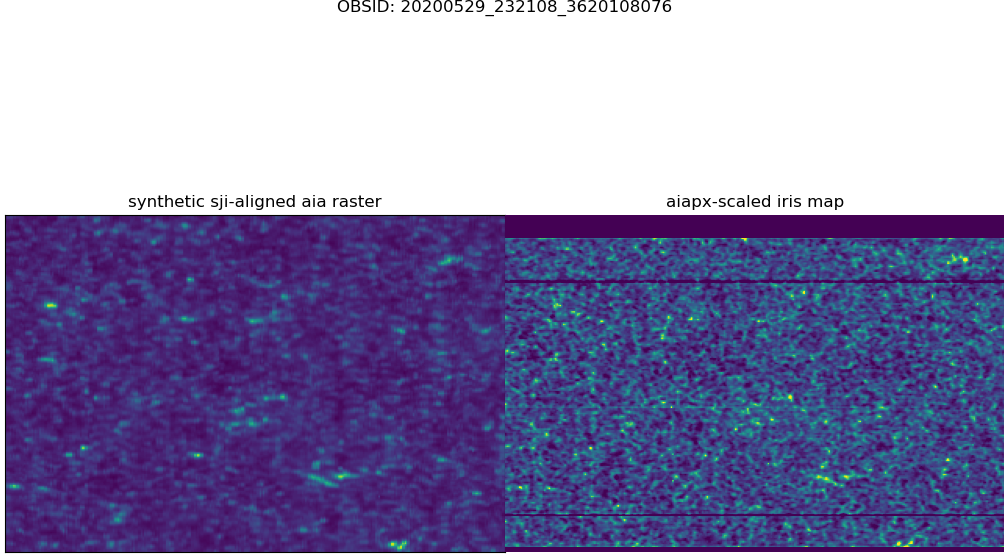 OBSID: 20200529_232108_3620108076
synthetic sji-aligned aia raster
aiapx-scaled iris map